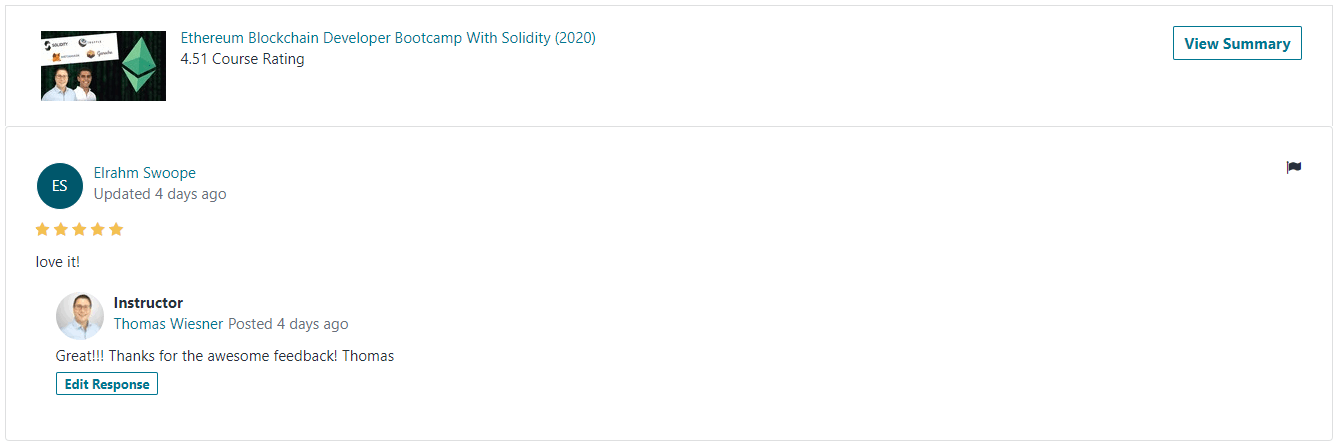 SOLIDITY
Ethereum Blockchain Developer Bootcamp With Solidity (2020)
4.51 Course Rating
View Summary
ES
Elrahm Swoope
Updated 4 days ago
love it!
Instructor
Thomas Wiesner Posted 4 days ago
Great!!! Thanks for the awesome feedback! Thomas
Edit Response